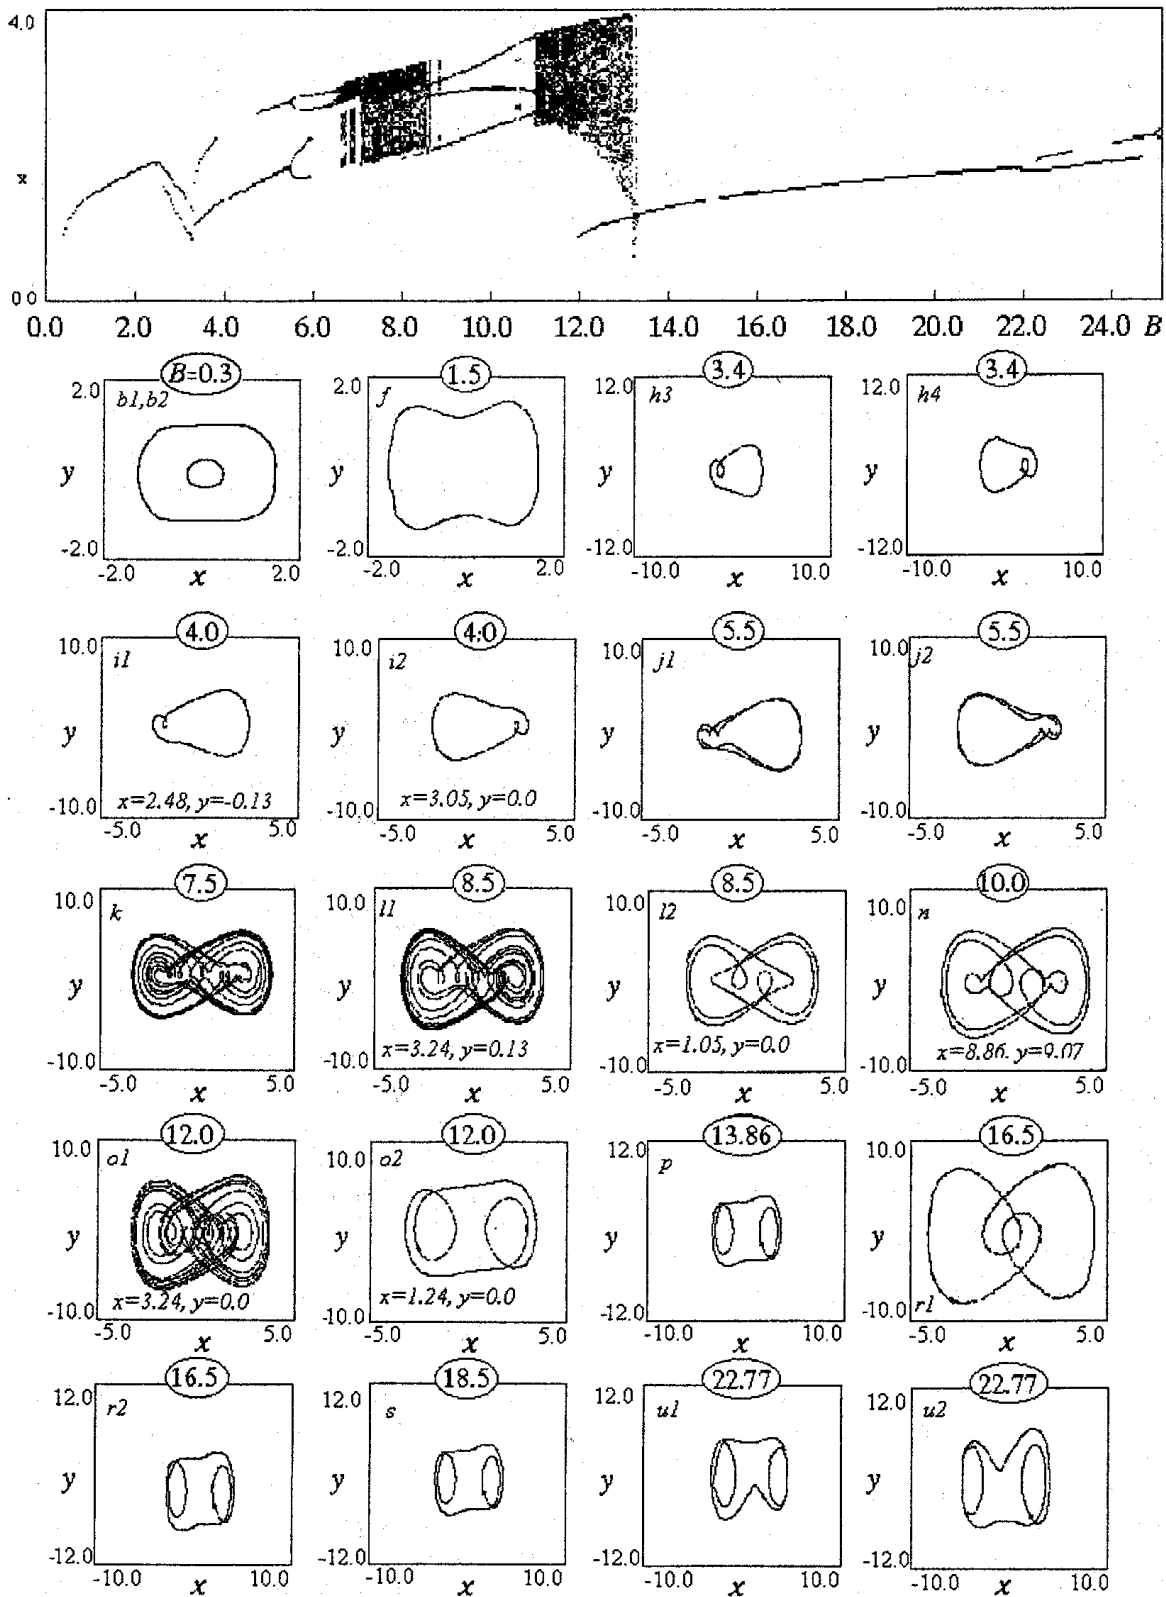 4.0
x
0.0
0.0 2.0 4.0 6.0 8.0 10.0 12.0 14.0 16.0 18.0 20.0 22.0 24.0 B
B=0.3 1.5 3.4 3.4
2.0 b1,b2 2.0 f 12.0 h3 12.0 h4
y y y y
-2.0 -2.0 -12.0 -12.0
-2.0 x 2.0 -2.0 x 2.0 -10.0 x 10.0 -10.0 x 10.0
4.0 4.0 5.5 5.5
10.0 i1 10.0 i2 10.0 j1 10.0 j2
y y y y
x=2.48, y=-0.13 x=3.05, y=0.0
-10.0 -10.0 -10.0 -10.0
-5.0 x 5.0 -5.0 x 5.0 -5.0 x 5.0 -5.0 x 5.0
7.5 8.5 8.5 10.0
10.0 k 10.0 l1 10.0 l2 10.0 n
y y y y
x=3.24, y=0.13 x=1.05, y=0.0 x=8.86, y=9.07
-10.0 -10.0 -10.0 -10.0
-5.0 x 5.0 -5.0 x 5.0 -5.0 x 5.0 -5.0 x 5.0
12.0 12.0 13.86 16.5
10.0 o1 10.0 o2 12.0 p 10.0
y y y y
x=3.24, y=0.0 x=1.24, y=0.0
-10.0 -10.0 -12.0 -10.0 r1
-5.0 x 5.0 -5.0 x 5.0 -10.0 x 10.0 -5.0 x 5.0
16.5 18.5 22.77 22.77
12.0 r2 12.0 s 12.0 u1 12.0 u2
y y y y
-12.0 -12.0 -12.0 -12.0
-10.0 x 10.0 -10.0 x 10.0 -10.0 x 10.0 -10.0 x 10.0